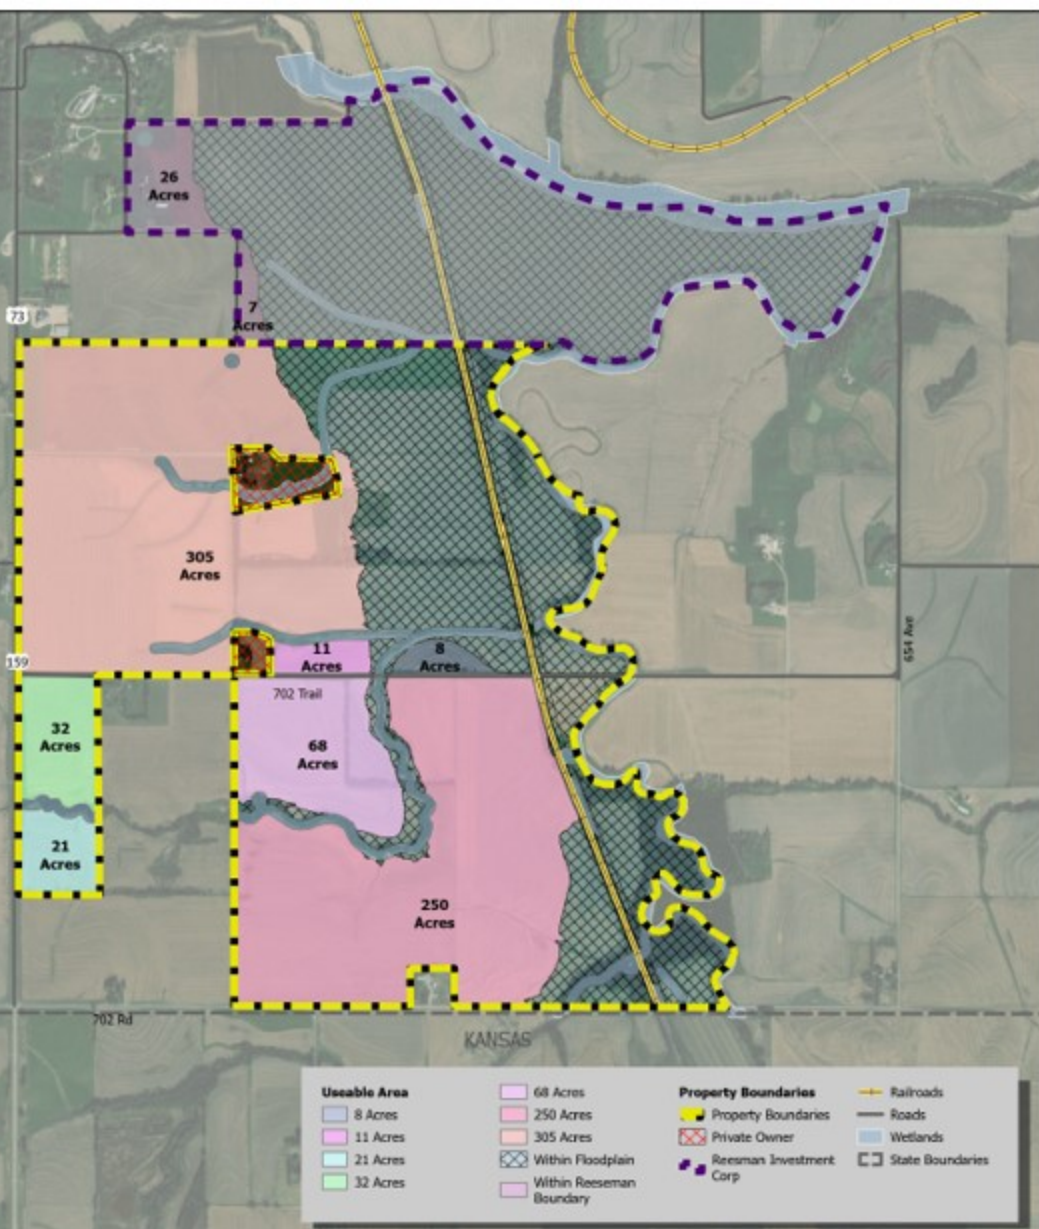 26
Acres
7
Acres
73
305
Acres
654 Ave
11
Acres
8
Acres
159
702 Trail
32
Acres
68
Acres
21
Acres
250
Acres
702 Rd
KANSAS
Useable Area
8 Acres
11 Acres
21 Acres
32 Acres
68 Acres
250 Acres
305 Acres
Within Floodplain
Within Reeseman
Boundary
Property Boundaries
Property Boundaries
Private Owner
Reesman Investment
Corp
Railroads
Roads
Wetlands
State Boundaries